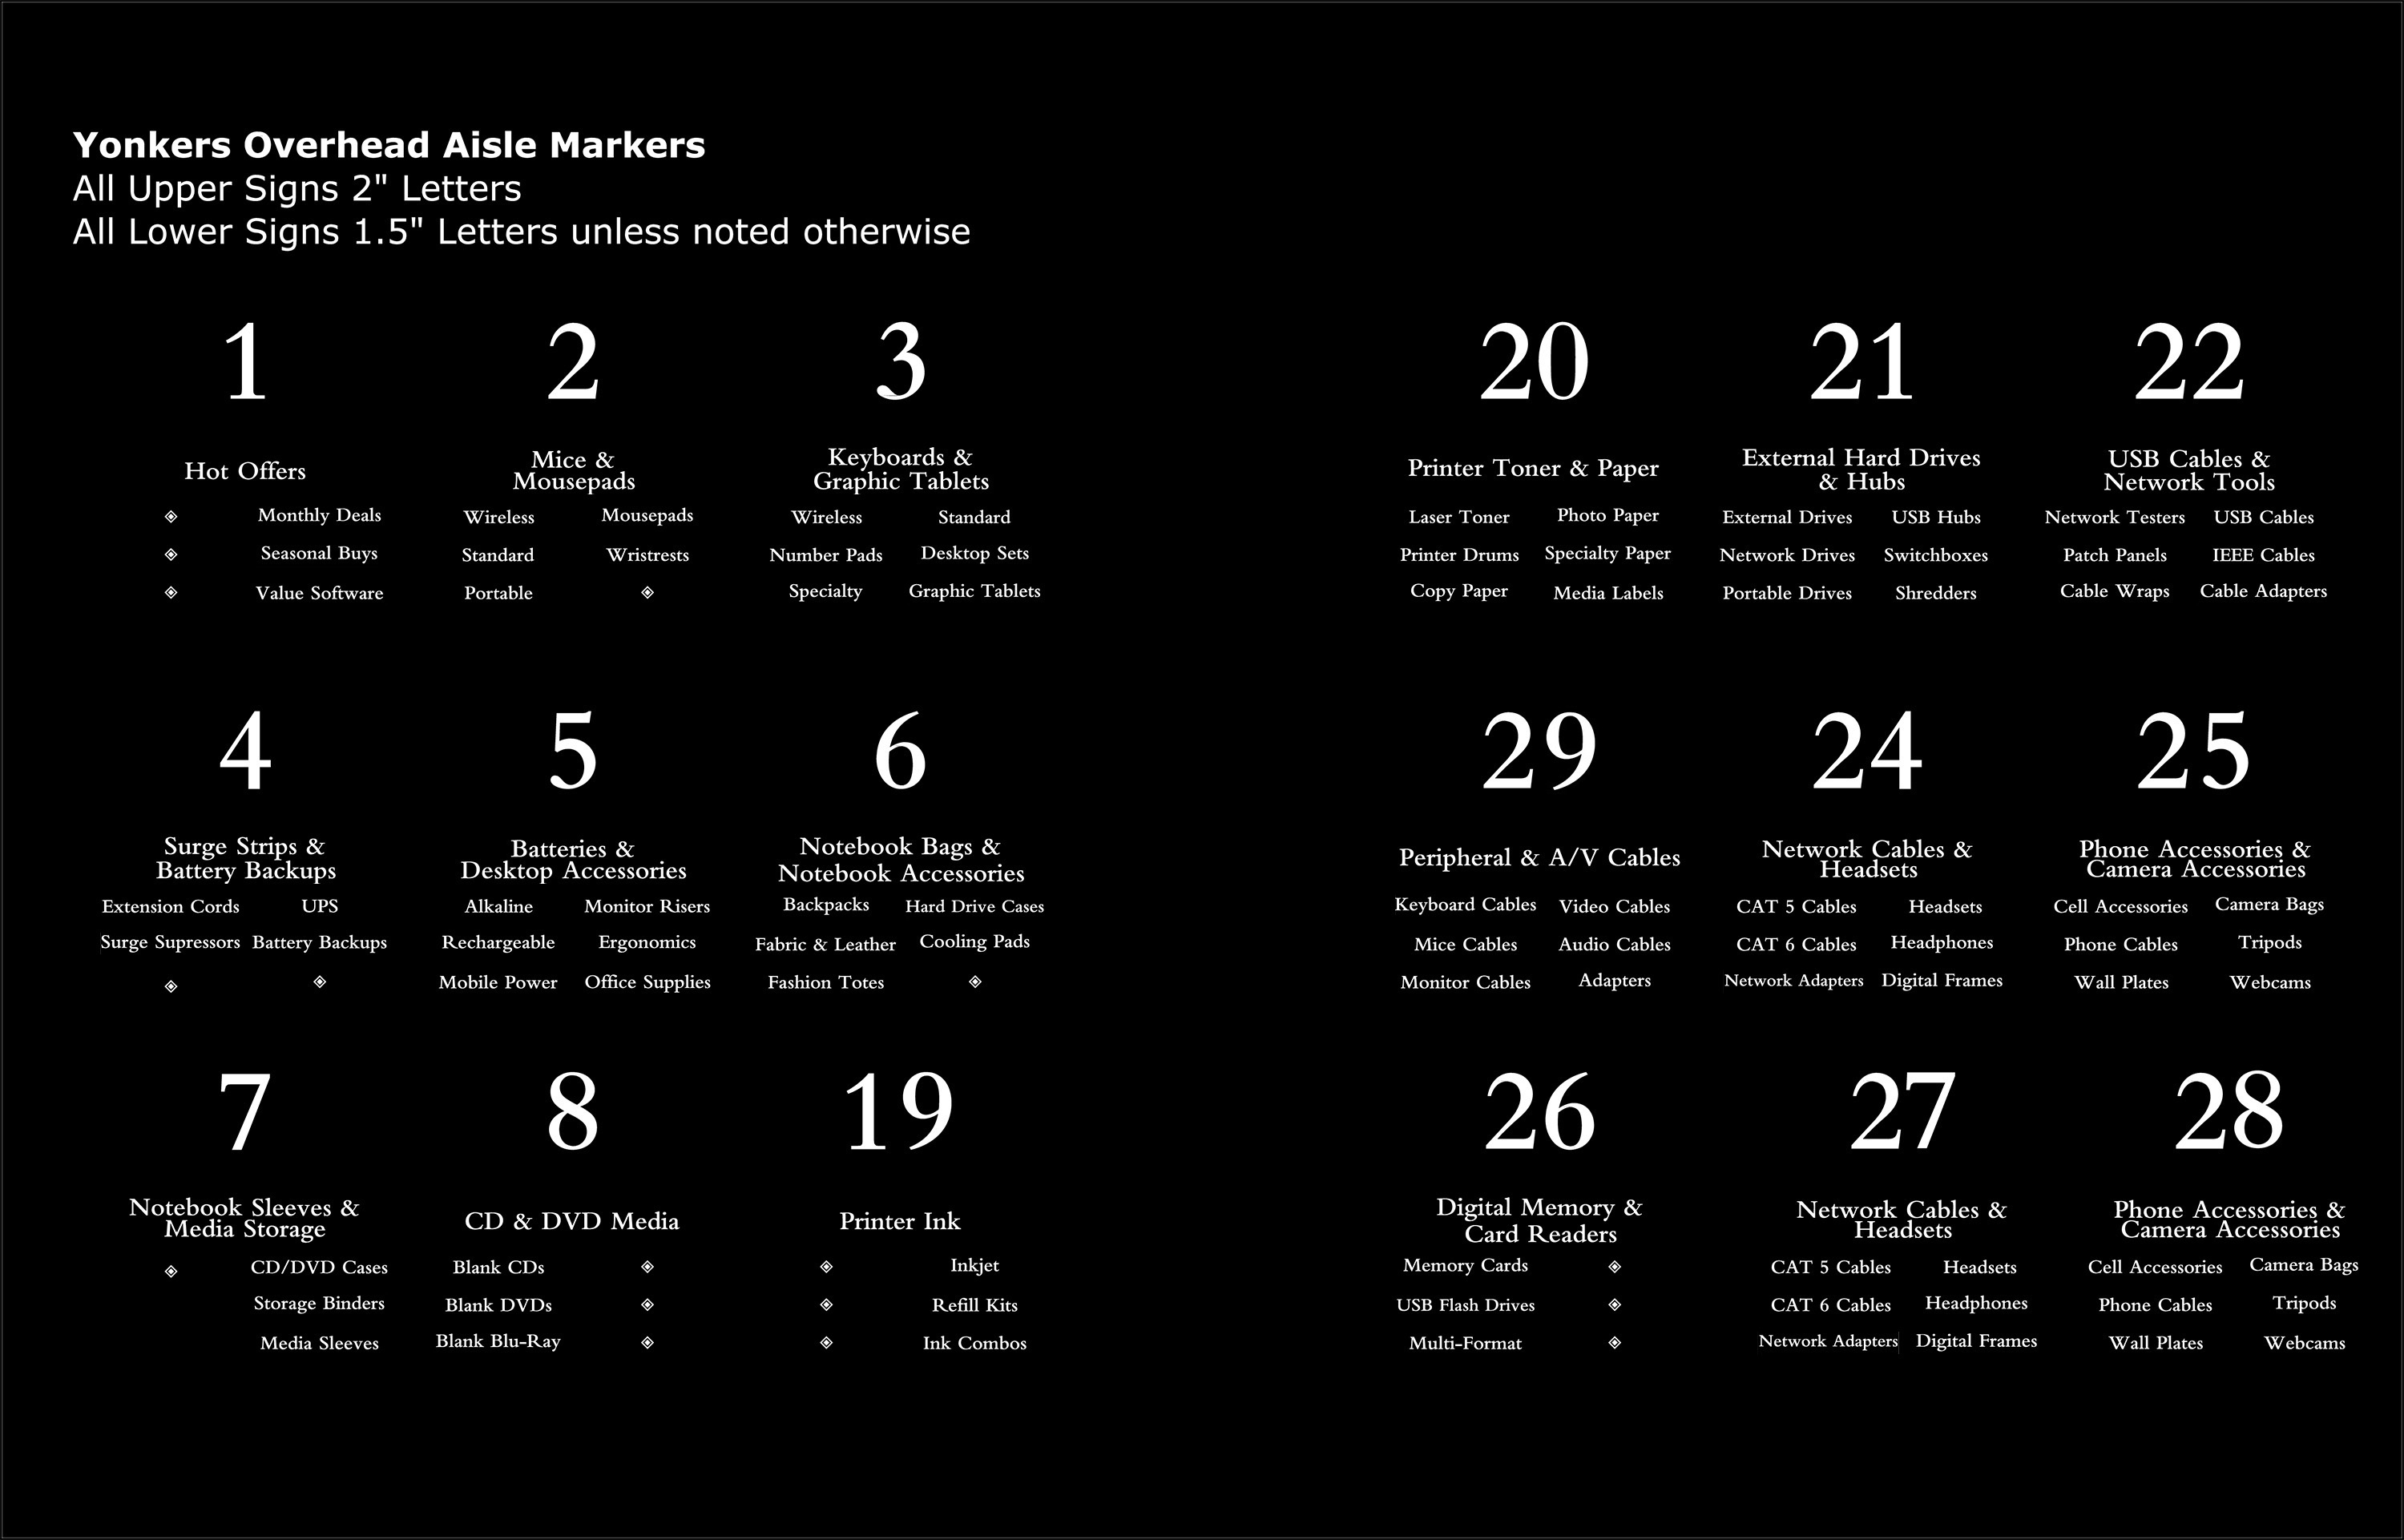 Yonkers Overhead Aisle Markers
All Upper Signs 2" Letters
All Lower Signs 1.5" Letters unless noted otherwise
1
Hot Offers
Monthly Deals
Seasonal Buys
Value Software
2
Mice &
Mousepads
Wireless Mousepads
Standard Wristrests
Portable
3
Keyboards &
Graphic Tablets
Wireless Standard
Number Pads Desktop Sets
Specialty Graphic Tablets
20
Printer Toner & Paper
Laser Toner Photo Paper
Printer Drums Specialty Paper
Copy Paper Media Labels
21
External Hard Drives
& Hubs
External Drives USB Hubs
Network Drives Switchboxes
Portable Drives Shredders
22
USB Cables &
Network Tools
Network Testers USB Cables
Patch Panels IEEE Cables
Cable Wraps Cable Adapters
4
Surge Strips &
Battery Backups
Extension Cords UPS
Surge Supressors Battery Backups
5
Batteries &
Desktop Accessories
Alkaline Monitor Risers
Rechargeable Ergonomics
Mobile Power Office Supplies
6
Notebook Bags &
Notebook Accessories
Backpacks Hard Drive Cases
Fabric & Leather Cooling Pads
Fashion Totes
29
Peripheral & A/V Cables
Keyboard Cables Video Cables
Mice Cables Audio Cables
Monitor Cables Adapters
24
Network Cables &
Headsets
CAT 5 Cables Headsets
CAT 6 Cables Headphones
Network Adapters Digital Frames
25
Phone Accessories &
Camera Accessories
Cell Accessories Camera Bags
Phone Cables Tripods
Wall Plates Webcams
7
Notebook Sleeves &
Media Storage
CD/DVD Cases
Storage Binders
Media Sleeves
8
CD & DVD Media
Blank CDs
Blank DVDs
Blank Blu-Ray
19
Printer Ink
Inkjet
Refill Kits
Ink Combos
26
Digital Memory &
Card Readers
Memory Cards
USB Flash Drives
Multi-Format
27
Network Cables &
Headsets
CAT 5 Cables Headsets
CAT 6 Cables Headphones
Network Adapters Digital Frames
28
Phone Accessories &
Camera Accessories
Cell Accessories Camera Bags
Phone Cables Tripods
Wall Plates Webcams